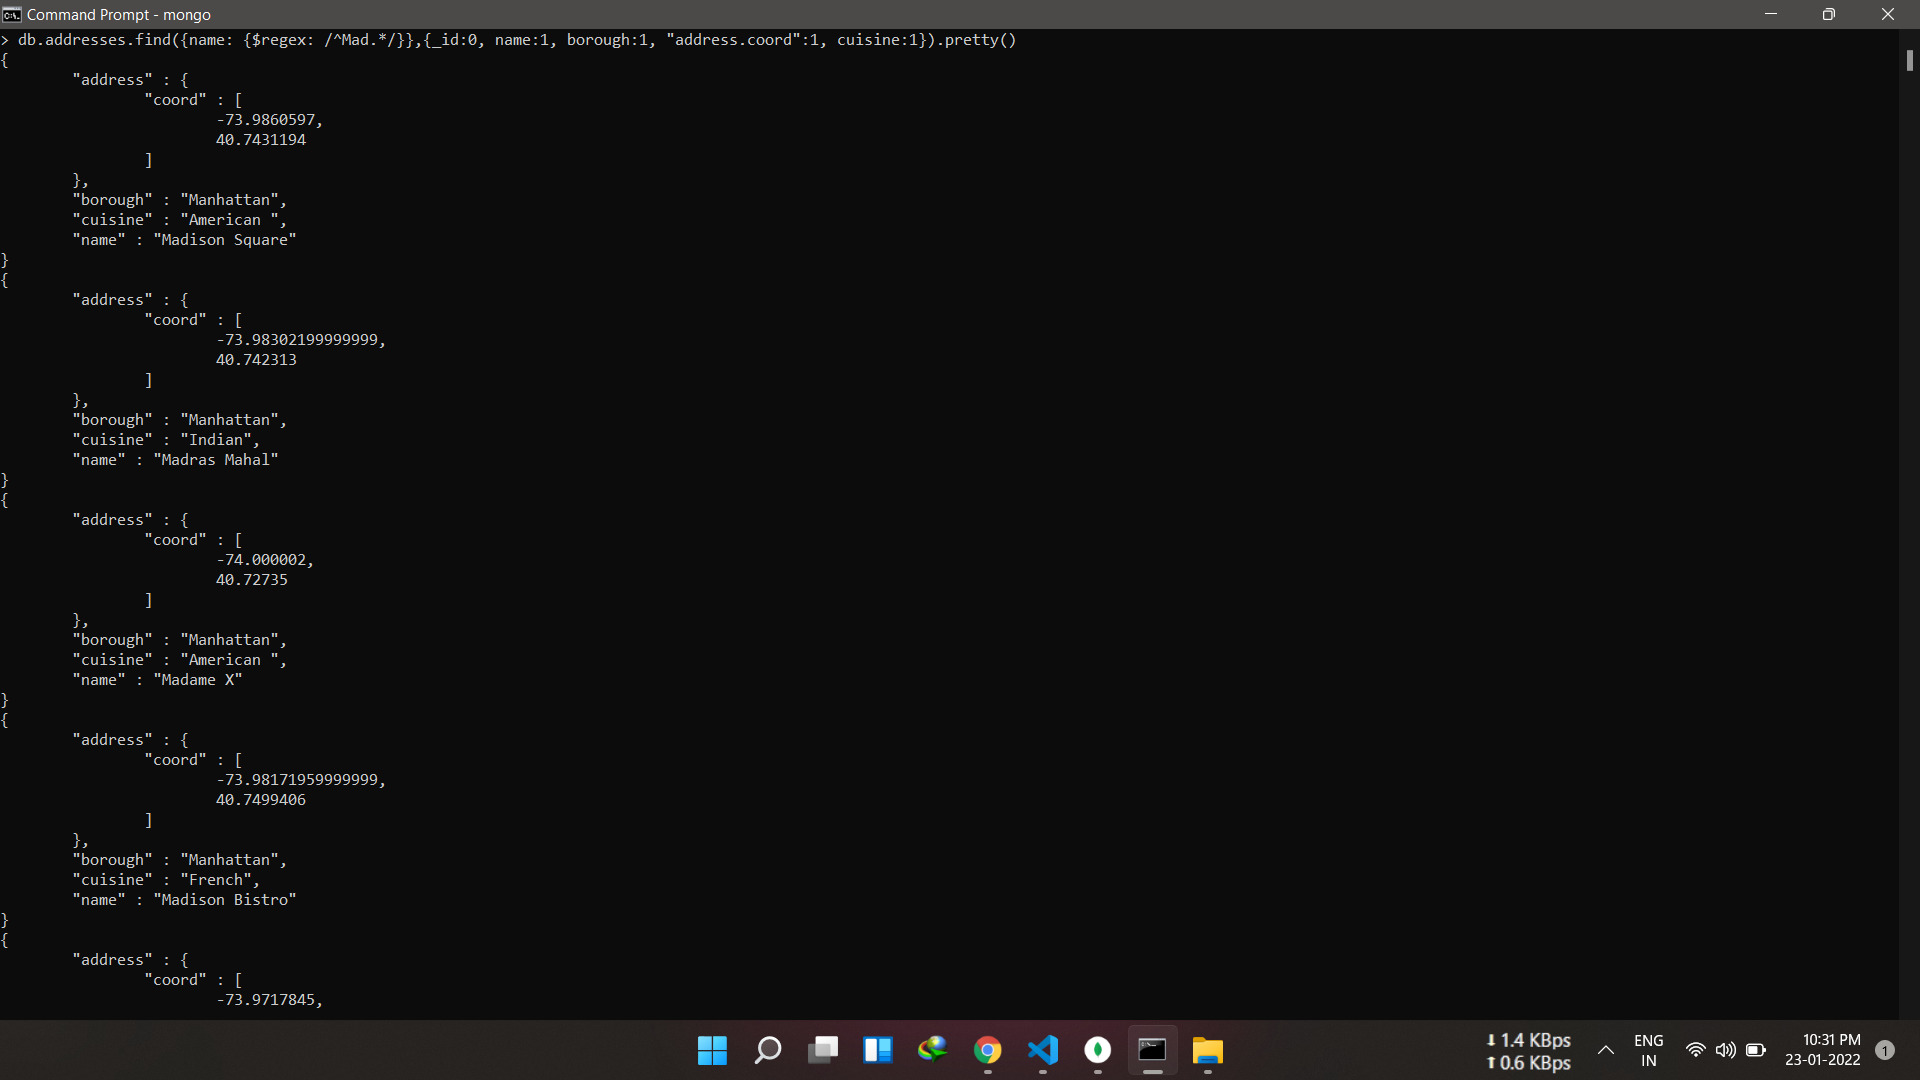 Command Prompt - mongo
> db.addresses.find({name: {$regex: /^Mad.*/}},{_id:0, name:1, borough:1, "address.coord":1, cuisine:1}).pretty()
{
        "address" : {
                "coord" : [
                        -73.9860597,
                        40.7431194
                ]
        },
        "borough" : "Manhattan",
        "cuisine" : "American ",
        "name" : "Madison Square"
}
{
        "address" : {
                "coord" : [
                        -73.98302199999999,
                        40.742313
                ]
        },
        "borough" : "Manhattan",
        "cuisine" : "Indian",
        "name" : "Madras Mahal"
}
{
        "address" : {
                "coord" : [
                        -74.000002,
                        40.72735
                ]
        },
        "borough" : "Manhattan",
        "cuisine" : "American ",
        "name" : "Madame X"
}
{
        "address" : {
                "coord" : [
                        -73.98171959999999,
                        40.7499406
                ]
        },
        "borough" : "Manhattan",
        "cuisine" : "French",
        "name" : "Madison Bistro"
}
{
        "address" : {
                "coord" : [
                        -73.9717845,
1.4 KBps
0.6 KBps
ENG
IN
10:31 PM
23-01-2022
1